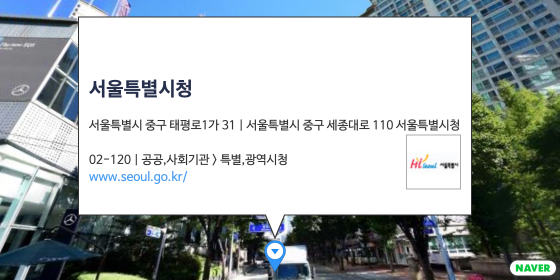 서울특별시청
서울특별시 중구 태평로1가 31 | 서울특별시 중구 세종대로 110 서울특별시청
02-120 | 공공,사회기관 > 특별,광역시청
www.seoul.go.kr/
Hi Seoul 서울특별시
NAVER